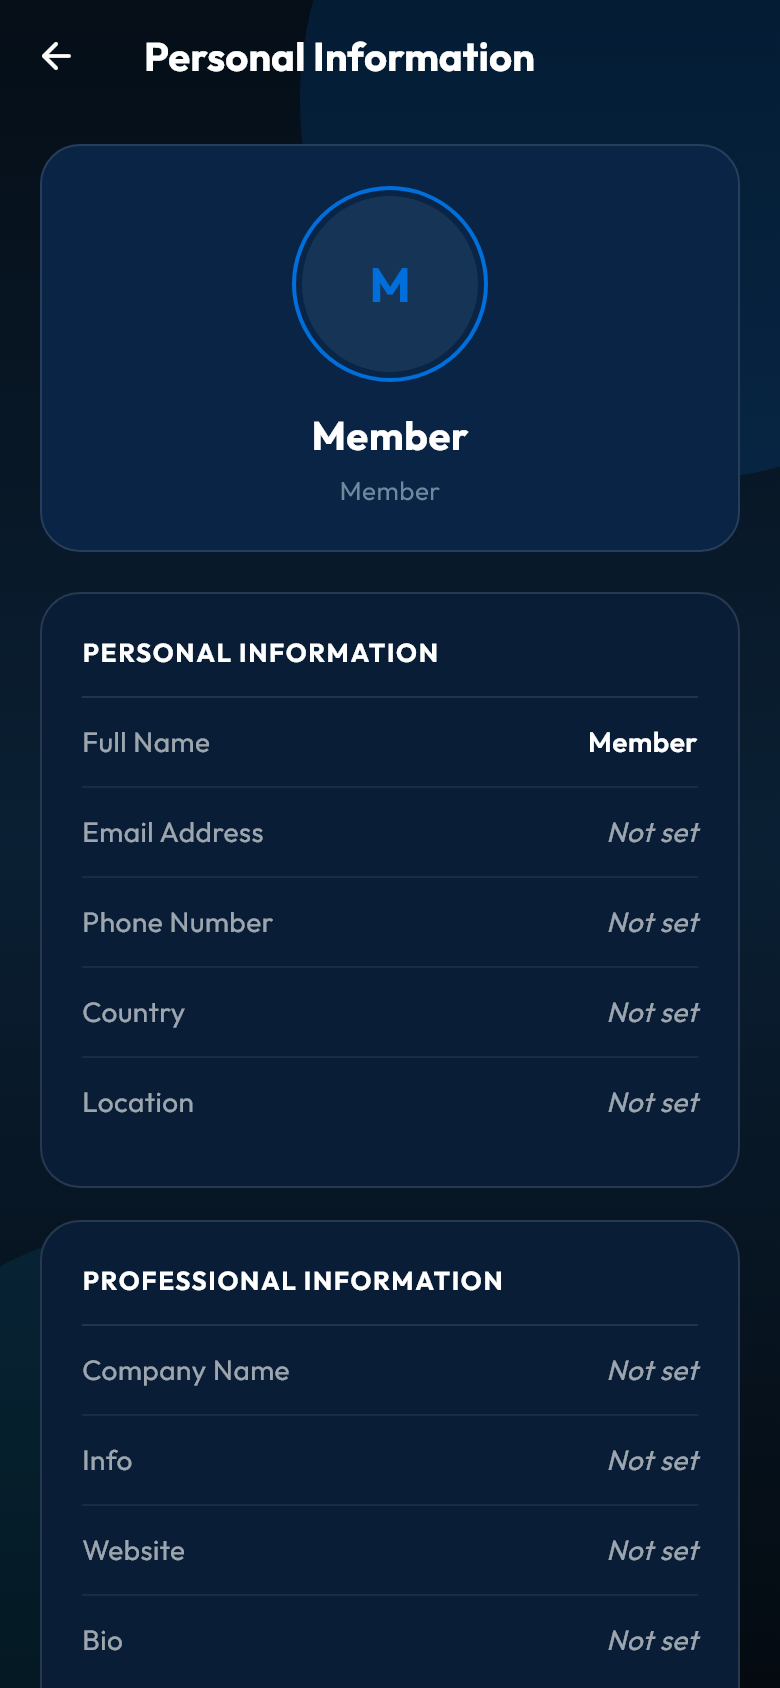 Personal Information
M
Member
Member
PERSONAL INFORMATION
Full Name Member
Email Address Not set
Phone Number Not set
Country Not set
Location Not set
PROFESSIONAL INFORMATION
Company Name Not set
Info Not set
Website Not set
Bio Not set